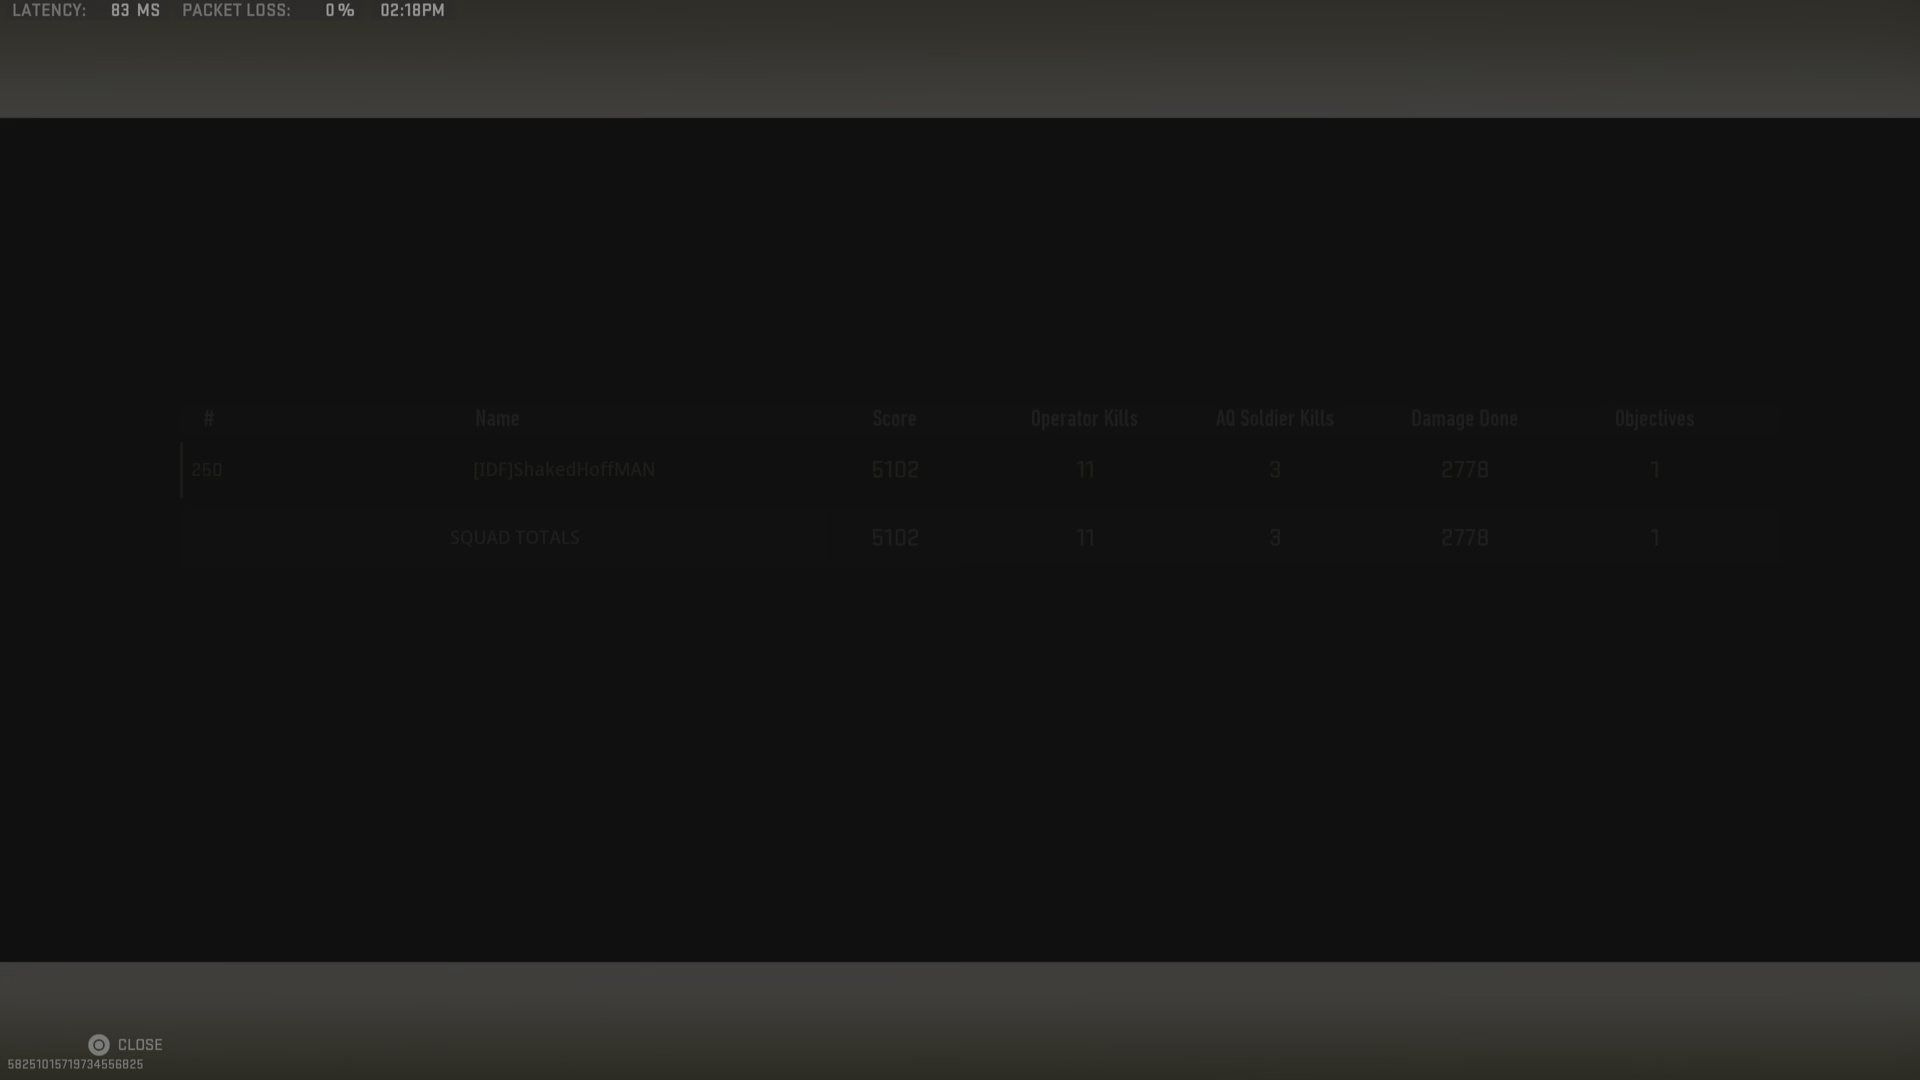 LATENCY: 83 MS PACKET LOSS: 0 % 02:18PM
# Name Score Operator Kills AQ Soldier Kills Damage Done Objectives
250 [IDF]ShakedHoffMAN 5102 11 3 2778 1
SQUAD TOTALS 5102 11 3 2778 1
CLOSE
58251015719734556825